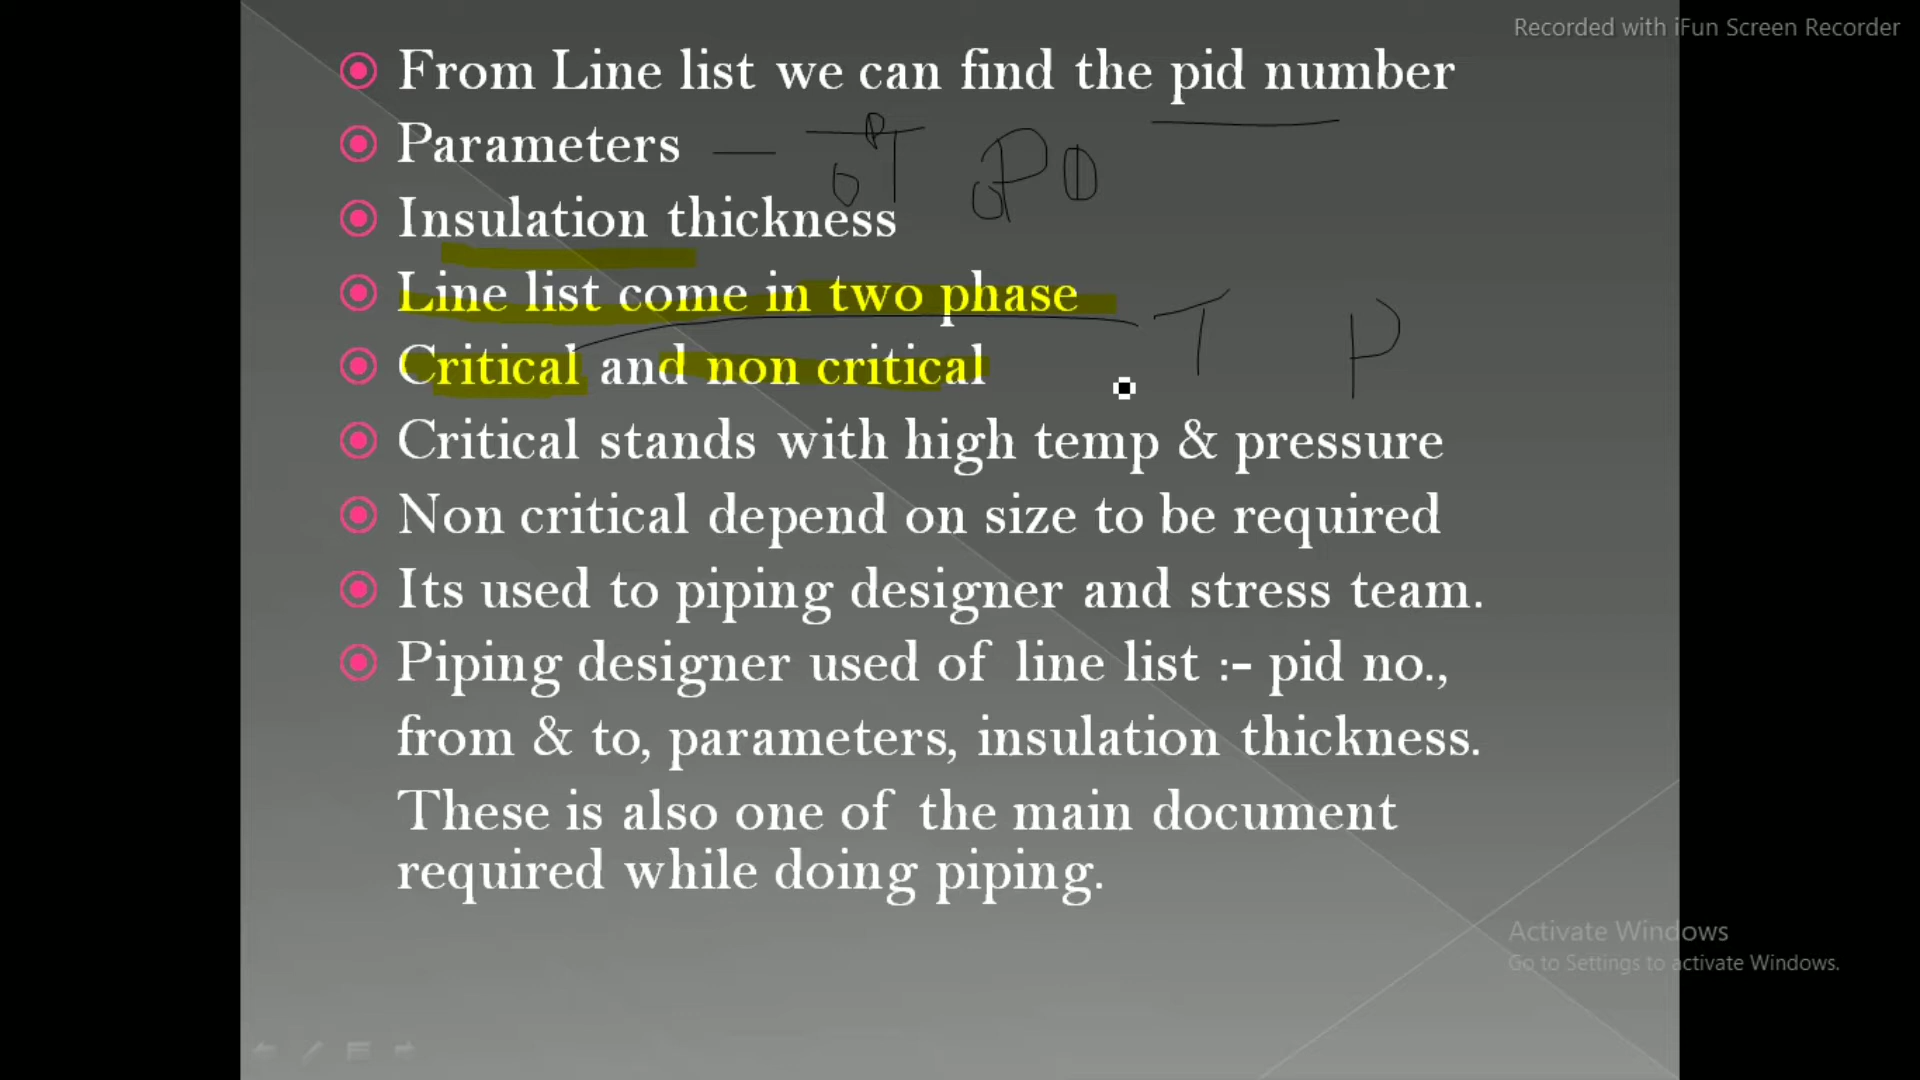 Recorded with iFun Screen Recorder
From Line list we can find the pid number
Parameters
Insulation thickness
Line list come in two phase
Critical and non critical
T P
Critical stands with high temp & pressure
Non critical depend on size to be required
Its used to piping designer and stress team.
Piping designer used of line list :- pid no.,
from & to, parameters, insulation thickness.
These is also one of the main document
required while doing piping.
Activate Windows
Go to Settings to activate Windows.